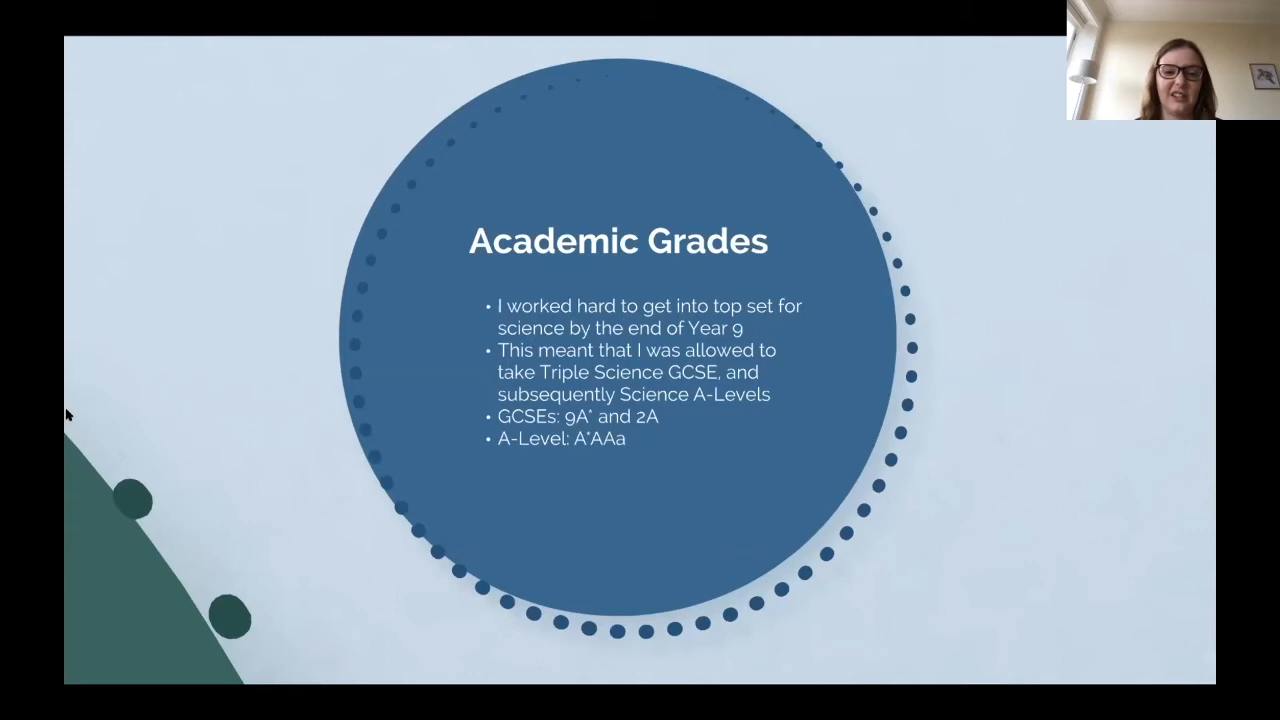 Academic Grades
• I worked hard to get into top set for
science by the end of Year 9
• This meant that I was allowed to
take Triple Science GCSE, and
subsequently Science A-Levels
• GCSEs: 9A* and 2A
• A-Level: A*AAa